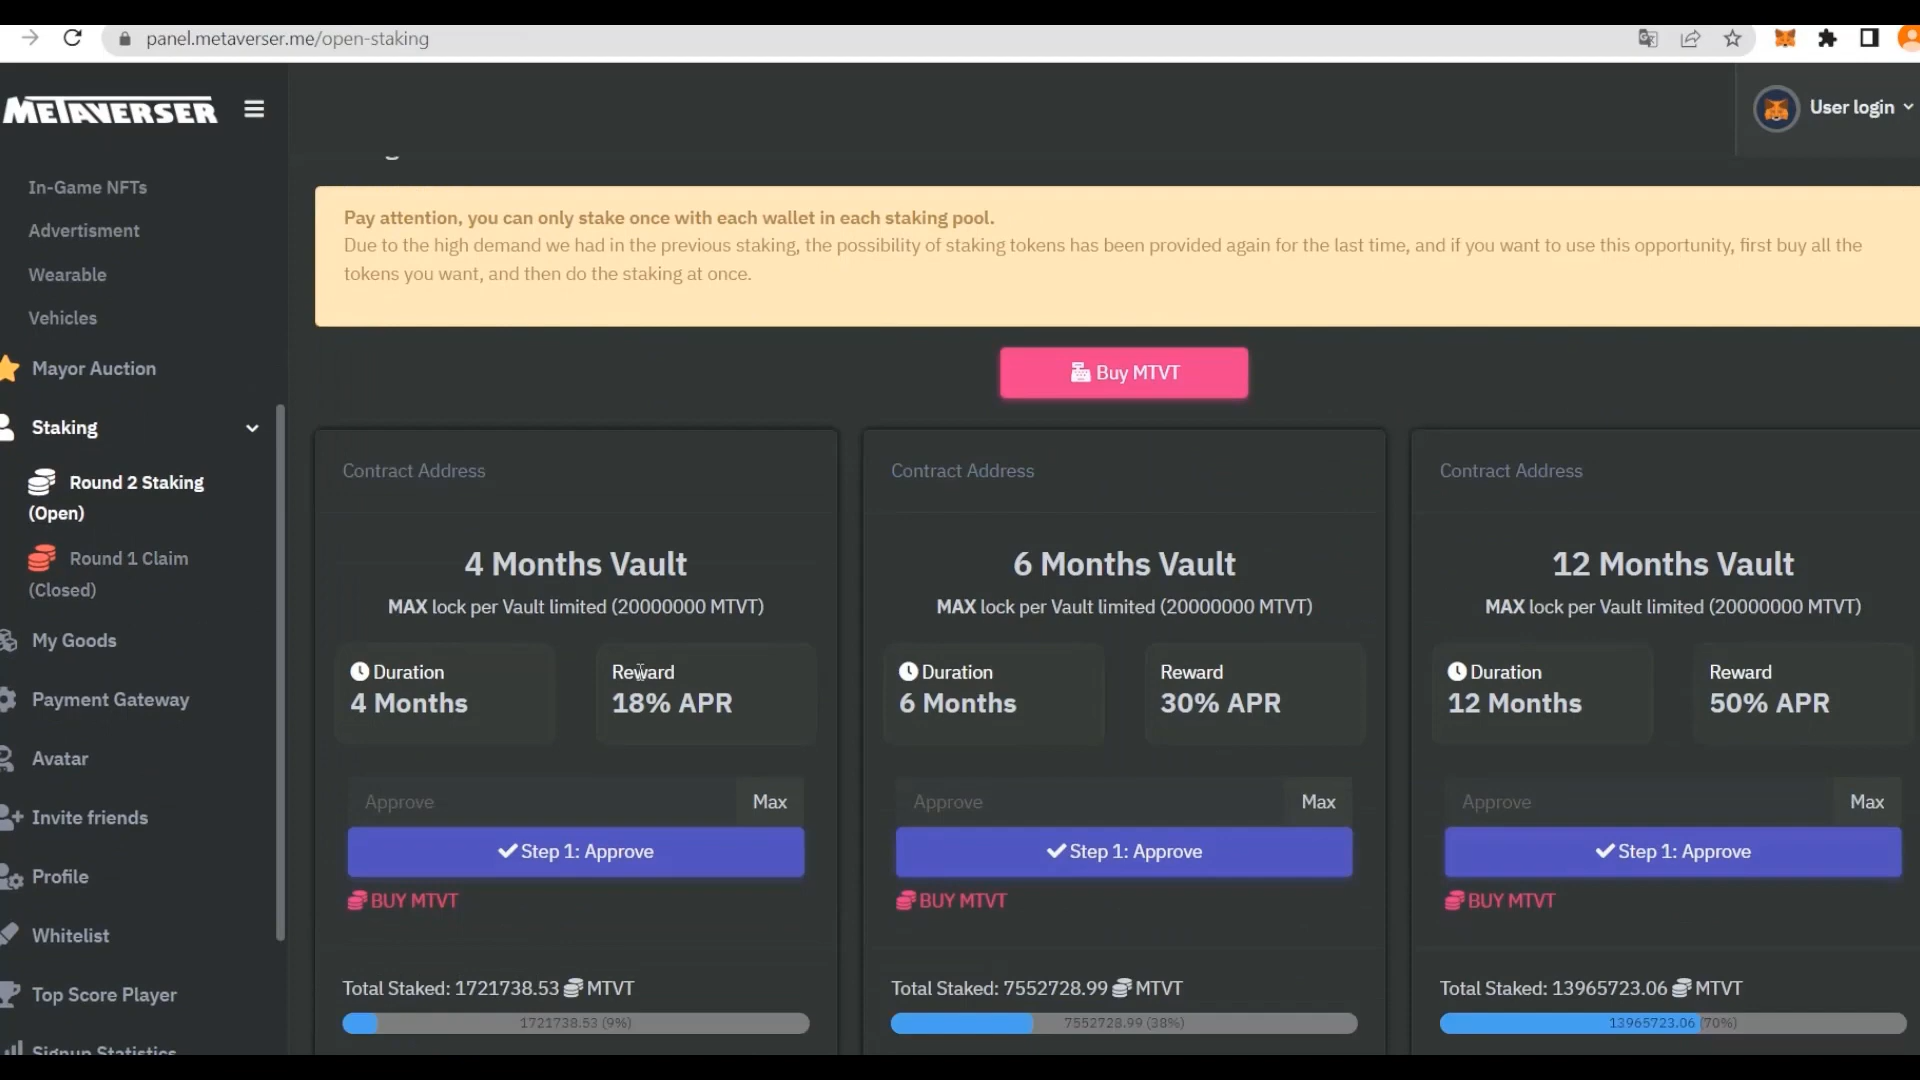 panel.metaverser.me/open-staking
METAVERSER
User login
In-Game NFTs
Advertisment
Wearable
Vehicles
Mayor Auction
Staking
Round 2 Staking
(Open)
Round 1 Claim
(Closed)
My Goods
Payment Gateway
Avatar
Invite friends
Profile
Whitelist
Top Score Player
Signup Statistics
Pay attention, you can only stake once with each wallet in each staking pool.
Due to the high demand we had in the previous staking, the possibility of staking tokens has been provided again for the last time, and if you want to use this opportunity, first buy all the
tokens you want, and then do the staking at once.
Buy MTVT
Contract Address
4 Months Vault
MAX lock per Vault limited (20000000 MTVT)
Duration
4 Months
Reward
18% APR
Approve
Max
Step 1: Approve
BUY MTVT
Total Staked: 1721738.53 MTVT
1721738.53 (9%)
Contract Address
6 Months Vault
MAX lock per Vault limited (20000000 MTVT)
Duration
6 Months
Reward
30% APR
Approve
Max
Step 1: Approve
BUY MTVT
Total Staked: 7552728.99 MTVT
7552728.99 (38%)
Contract Address
12 Months Vault
MAX lock per Vault limited (20000000 MTVT)
Duration
12 Months
Reward
50% APR
Approve
Max
Step 1: Approve
BUY MTVT
Total Staked: 13965723.06 MTVT
13965723.06 (70%)